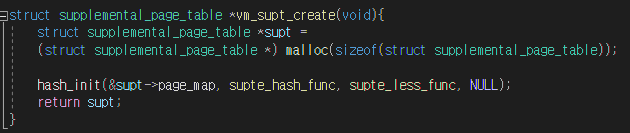 struct supplemental_page_table *vm_supt_create(void){
struct supplemental_page_table *supt =
(struct supplemental_page_table *) malloc(sizeof(struct supplemental_page_table));
hash_init(&supt->page_map, supte_hash_func, supte_less_func, NULL);
return supt;
}